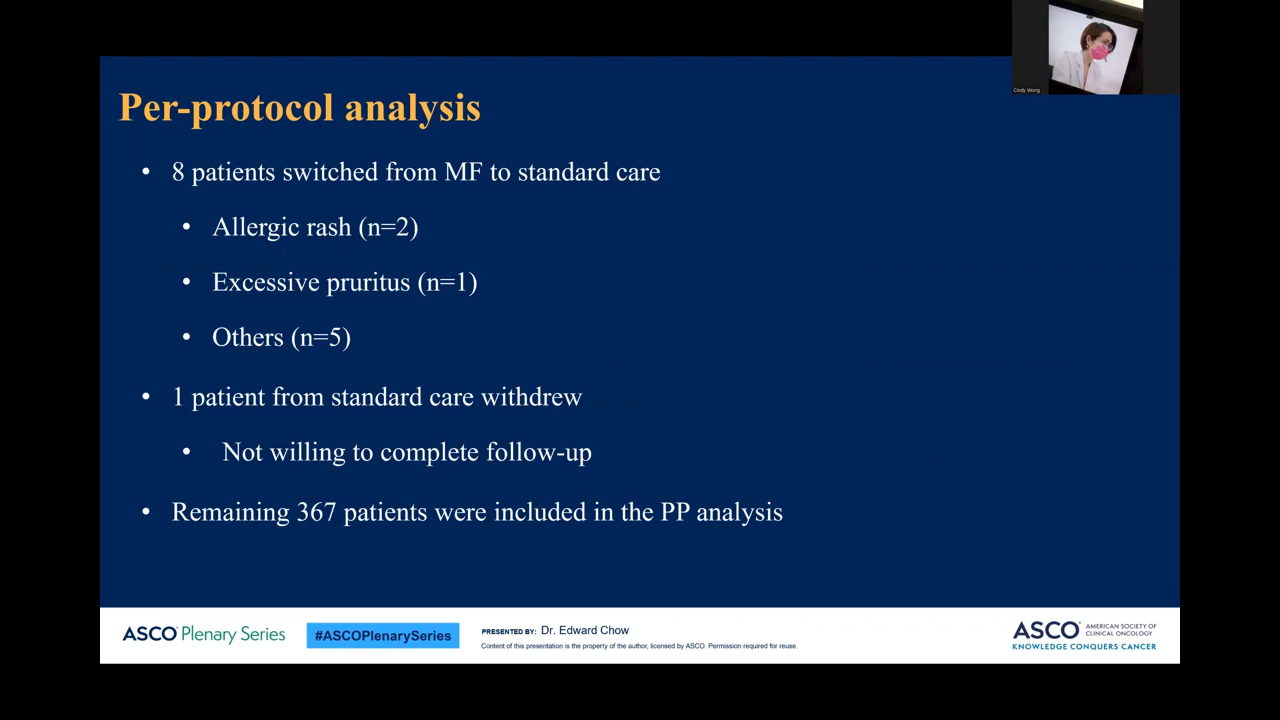 Cindy Wong
Per-protocol analysis
• 8 patients switched from MF to standard care
• Allergic rash (n=2)
• Excessive pruritus (n=1)
• Others (n=5)
• 1 patient from standard care withdrew
• Not willing to complete follow-up
• Remaining 367 patients were included in the PP analysis
ASCO® Plenary Series
#ASCOPlenarySeries
PRESENTED BY: Dr. Edward Chow
Content of this presentation is the property of the author, licensed by ASCO. Permission required for reuse.
ASCO® AMERICAN SOCIETY OF
CLINICAL ONCOLOGY
KNOWLEDGE CONQUERS CANCER